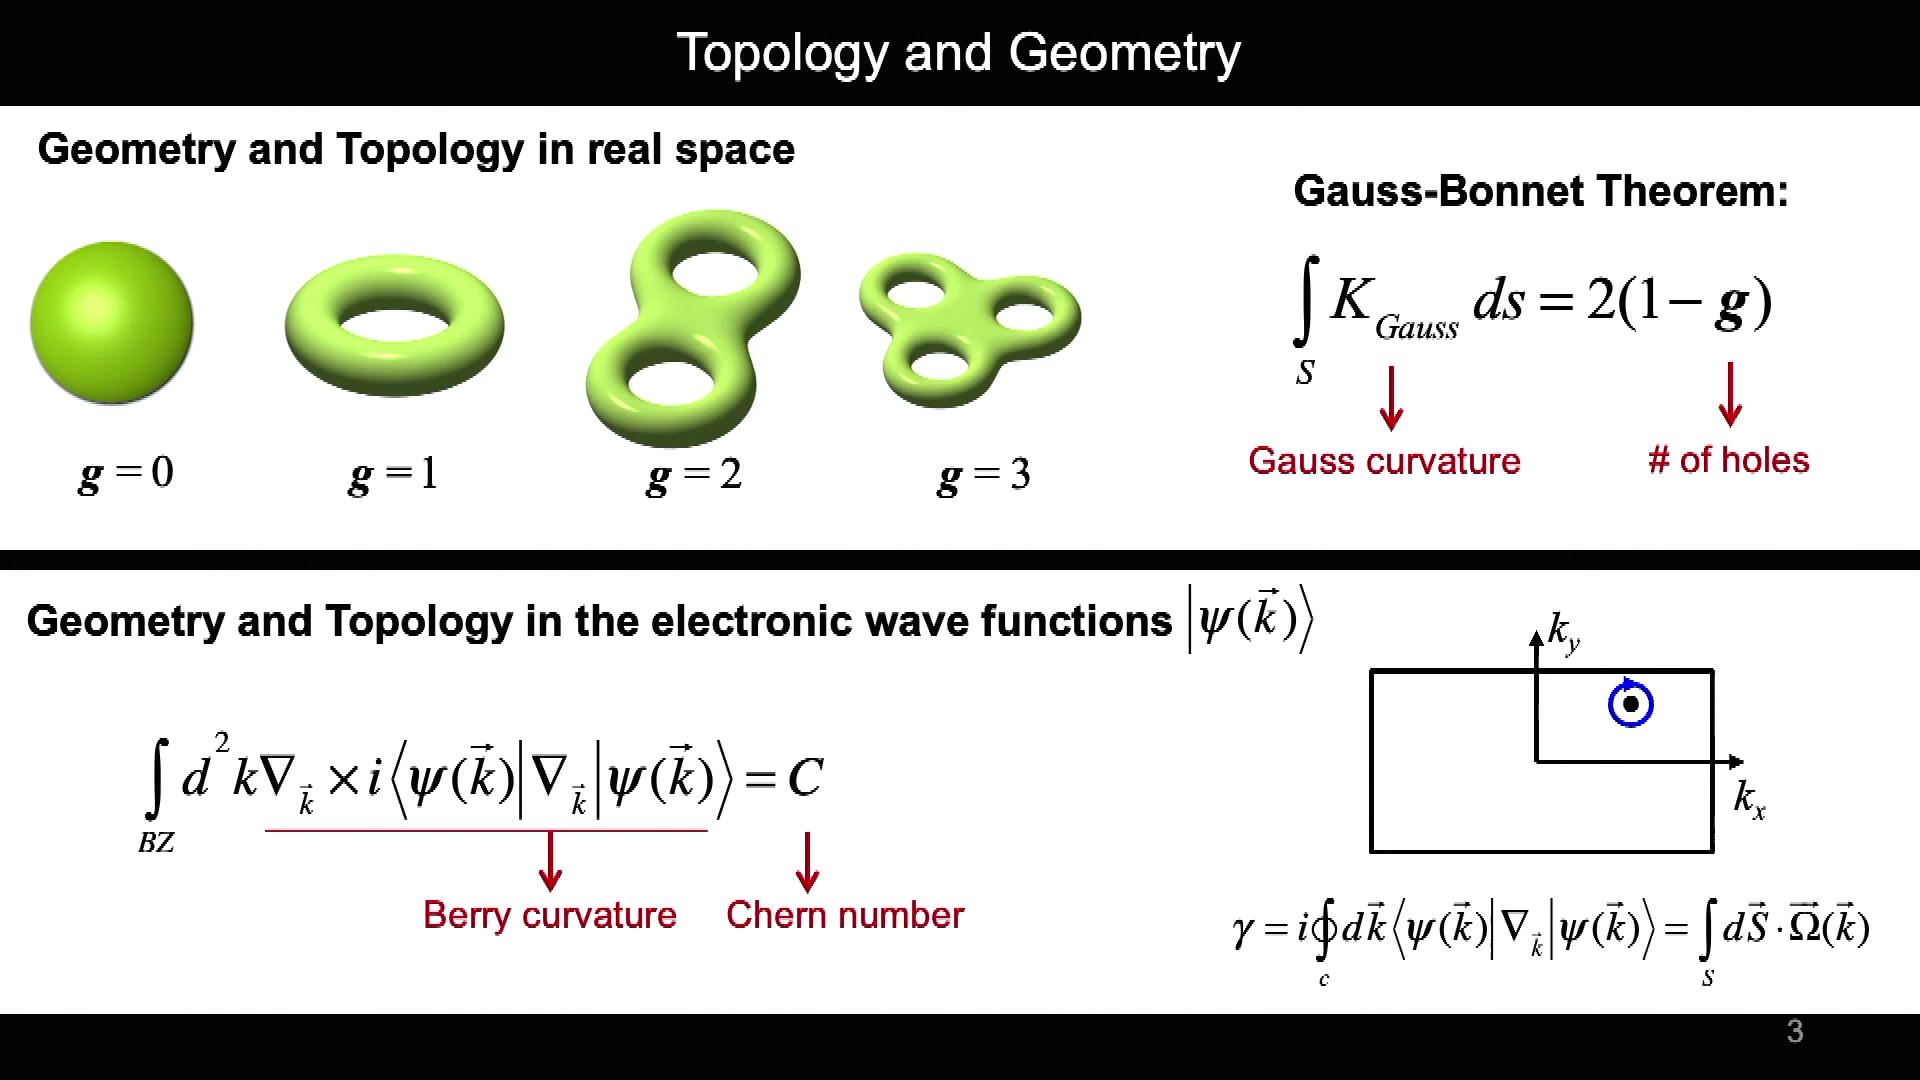 Topology and Geometry
Geometry and Topology in real space
Gauss-Bonnet Theorem:
∫_S K_Gauss ds = 2(1 − g)
Gauss curvature
# of holes
g = 0
g = 1
g = 2
g = 3
Geometry and Topology in the electronic wave functions |ψ(k⃗)⟩
k_y
k_x
∫_BZ d²k∇_k⃗ × i⟨ψ(k⃗)|∇_k⃗|ψ(k⃗)⟩ = C
Berry curvature
Chern number
γ = i∮_c dk⃗⟨ψ(k⃗)|∇_k⃗|ψ(k⃗)⟩ = ∫_S dS⃗ · Ω⃗(k⃗)
3